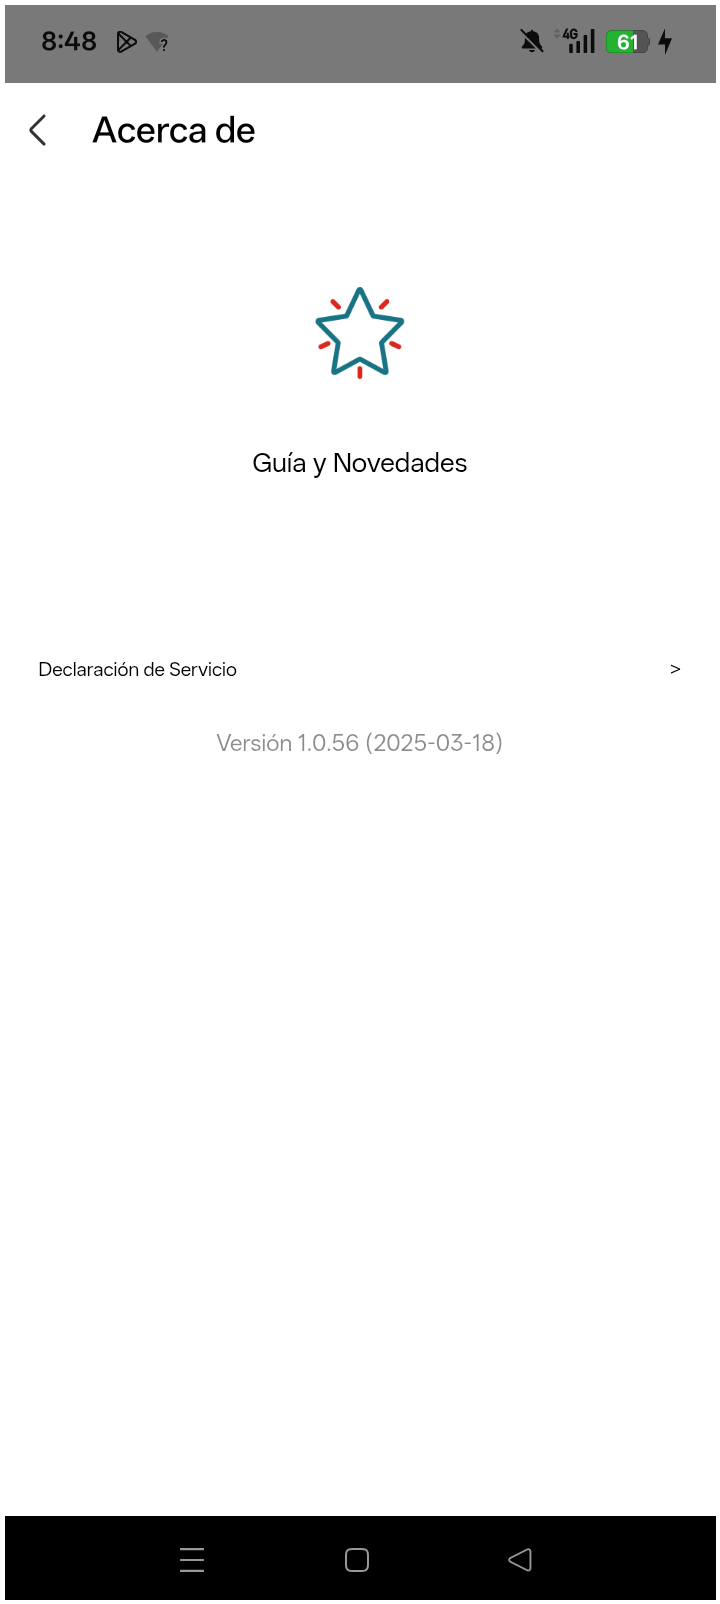 8:48
4G
61
Acerca de
Guía y Novedades
Declaración de Servicio >
Versión 1.0.56 (2025-03-18)